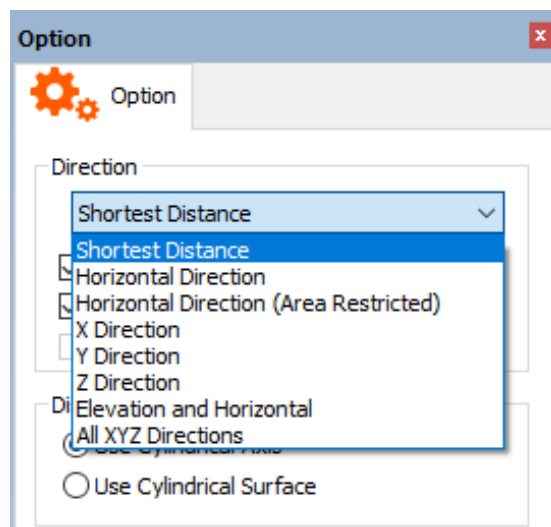 Option
Option
Direction
Shortest Distance
Shortest Distance
Horizontal Direction
Horizontal Direction (Area Restricted)
X Direction
Y Direction
Z Direction
Elevation and Horizontal
All XYZ Directions
Use Cylindrical Surface